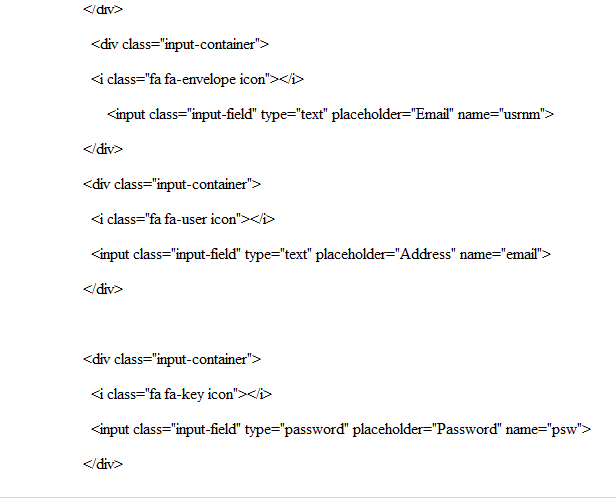 </div>
<div class="input-container">
<i class="fa fa-envelope icon"></i>
<input class="input-field" type="text" placeholder="Email" name="usrnm">
</div>
<div class="input-container">
<i class="fa fa-user icon"></i>
<input class="input-field" type="text" placeholder="Address" name="email">
</div>
<div class="input-container">
<i class="fa fa-key icon"></i>
<input class="input-field" type="password" placeholder="Password" name="psw">
</div>